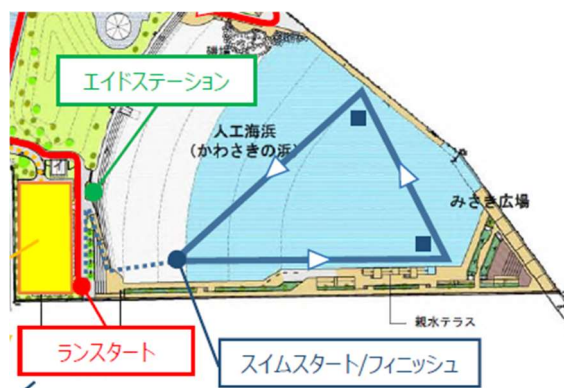 磯場
エイドステーション
人工海浜
(かわさきの浜)
みさき広場
親水テラス
ランスタート
スイムスタート/フィニッシュ